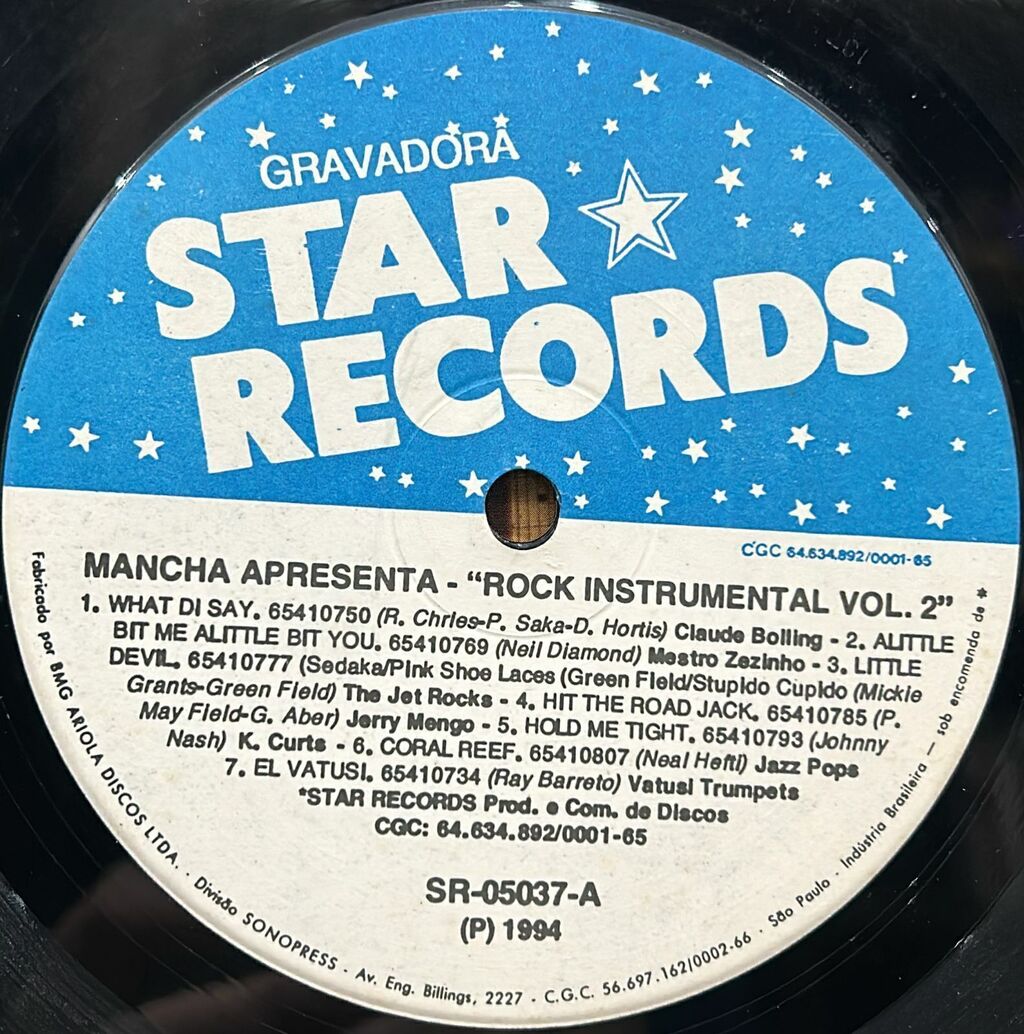 GRAVADORA
STAR
RECORDS
CGC 64.634.892/0001-65
MANCHA APRESENTA - “ROCK INSTRUMENTAL VOL. 2”
1. WHAT DI SAY. 65410750 (R. Chrles-P. Saka-D. Hortis) Claude Bolling - 2. ALITTLE
BIT ME ALITTLE BIT YOU. 65410769 (Neil Diamond) Mestro Zezinho - 3. LITTLE
DEVIL. 65410777 (Sedaka/Pink Shoe Laces (Green Field/Stupido Cupido (Mickie
Grants-Green Field) The Jet Rocks - 4. HIT THE ROAD JACK. 65410785 (P.
May Field-G. Aber) Jerry Mengo - 5. HOLD ME TIGHT. 65410793 (Johnny
Nash) K. Curts - 6. CORAL REEF. 65410807 (Neal Hefti) Jazz Pops
7. EL VATUSI. 65410734 (Ray Barreto) Vatusi Trumpets
*STAR RECORDS Prod. e Com. de Discos
CGC: 64.634.892/0001-65
SR-05037-A
(P) 1994
Fabricado por BMG ARIOLA DISCOS LTDA. · Divisão SONOPRESS · Av. Eng. Billings, 2227 · C.G.C. 56.697.162/0002-66 · São Paulo · Indústria Brasileira — sob encomenda de *